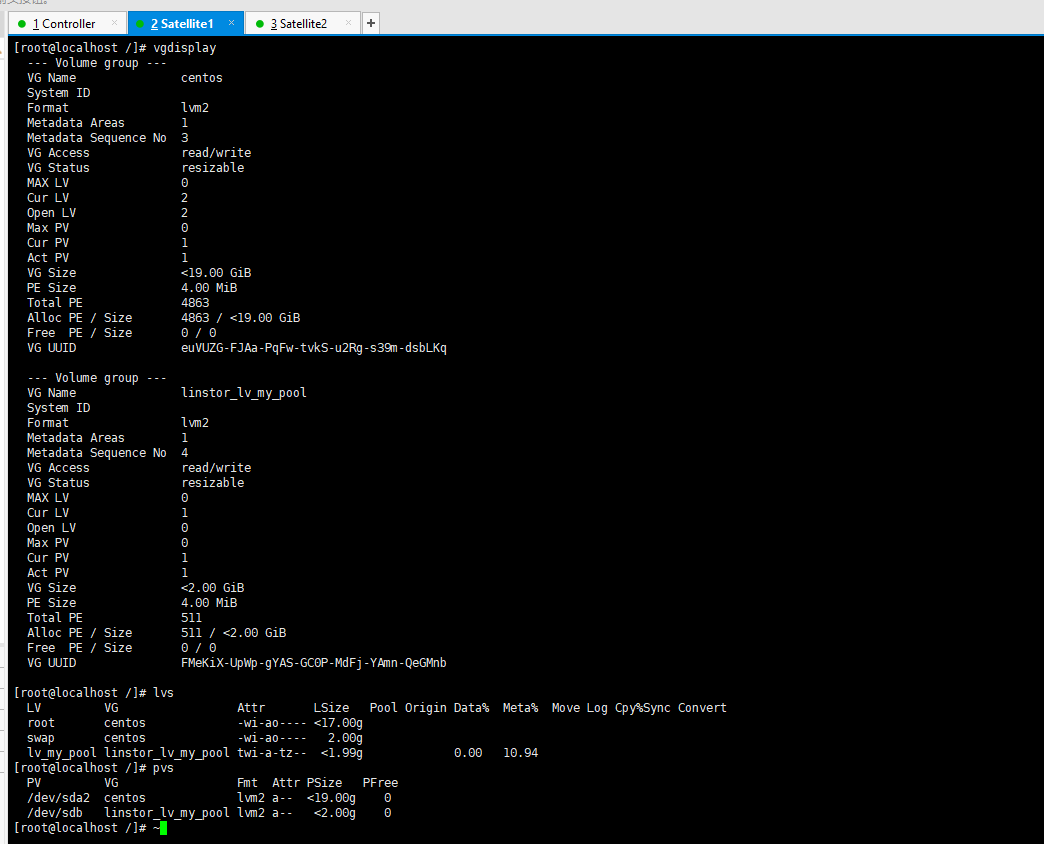 1 Controller
2 Satellite1
3 Satellite2
[root@localhost /]# vgdisplay
  --- Volume group ---
  VG Name               centos
  System ID
  Format                lvm2
  Metadata Areas        1
  Metadata Sequence No  3
  VG Access             read/write
  VG Status             resizable
  MAX LV                0
  Cur LV                2
  Open LV               2
  Max PV                0
  Cur PV                1
  Act PV                1
  VG Size               <19.00 GiB
  PE Size               4.00 MiB
  Total PE              4863
  Alloc PE / Size       4863 / <19.00 GiB
  Free  PE / Size       0 / 0
  VG UUID               euVUZG-FJAa-PqFw-tvkS-u2Rg-s39m-dsbLKq
  --- Volume group ---
  VG Name               linstor_lv_my_pool
  System ID
  Format                lvm2
  Metadata Areas        1
  Metadata Sequence No  4
  VG Access             read/write
  VG Status             resizable
  MAX LV                0
  Cur LV                1
  Open LV               0
  Max PV                0
  Cur PV                1
  Act PV                1
  VG Size               <2.00 GiB
  PE Size               4.00 MiB
  Total PE              511
  Alloc PE / Size       511 / <2.00 GiB
  Free  PE / Size       0 / 0
  VG UUID               FMeKiX-UpWp-gYAS-GC0P-MdFj-YAmn-QeGMnb
[root@localhost /]# lvs
  LV         VG                 Attr       LSize   Pool Origin Data%  Meta%  Move Log Cpy%Sync Convert
  root       centos             -wi-ao---- <17.00g
  swap       centos             -wi-ao----   2.00g
  lv_my_pool linstor_lv_my_pool twi-a-tz--  <1.99g             0.00   10.94
[root@localhost /]# pvs
  PV         VG                 Fmt  Attr PSize   PFree
  /dev/sda2  centos             lvm2 a--  <19.00g    0
  /dev/sdb   linstor_lv_my_pool lvm2 a--   <2.00g    0
[root@localhost /]# ~